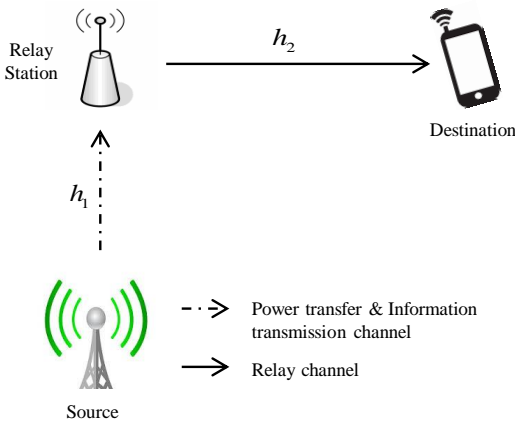 Relay
Station
h₂
Destination
h₁
Power transfer & Information
transmission channel
Relay channel
Source